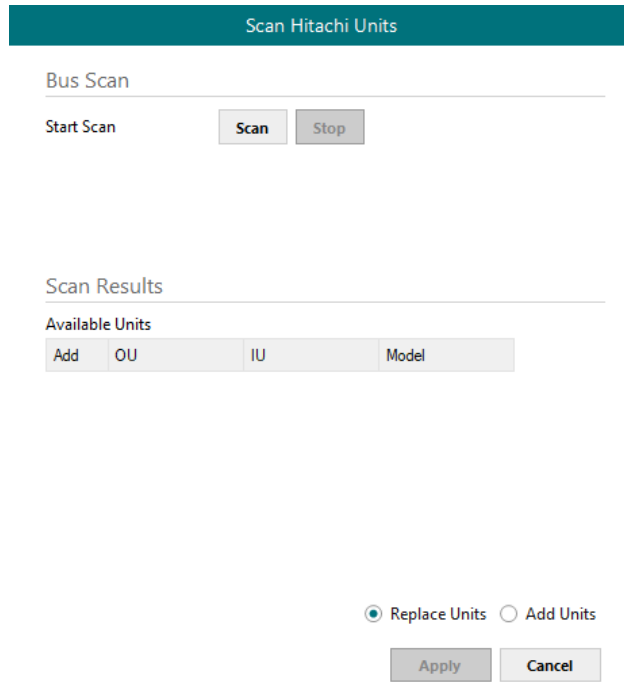 Scan Hitachi Units
Bus Scan
Start Scan Scan Stop
Scan Results
Available Units
Add OU IU Model
Replace Units Add Units
Apply Cancel